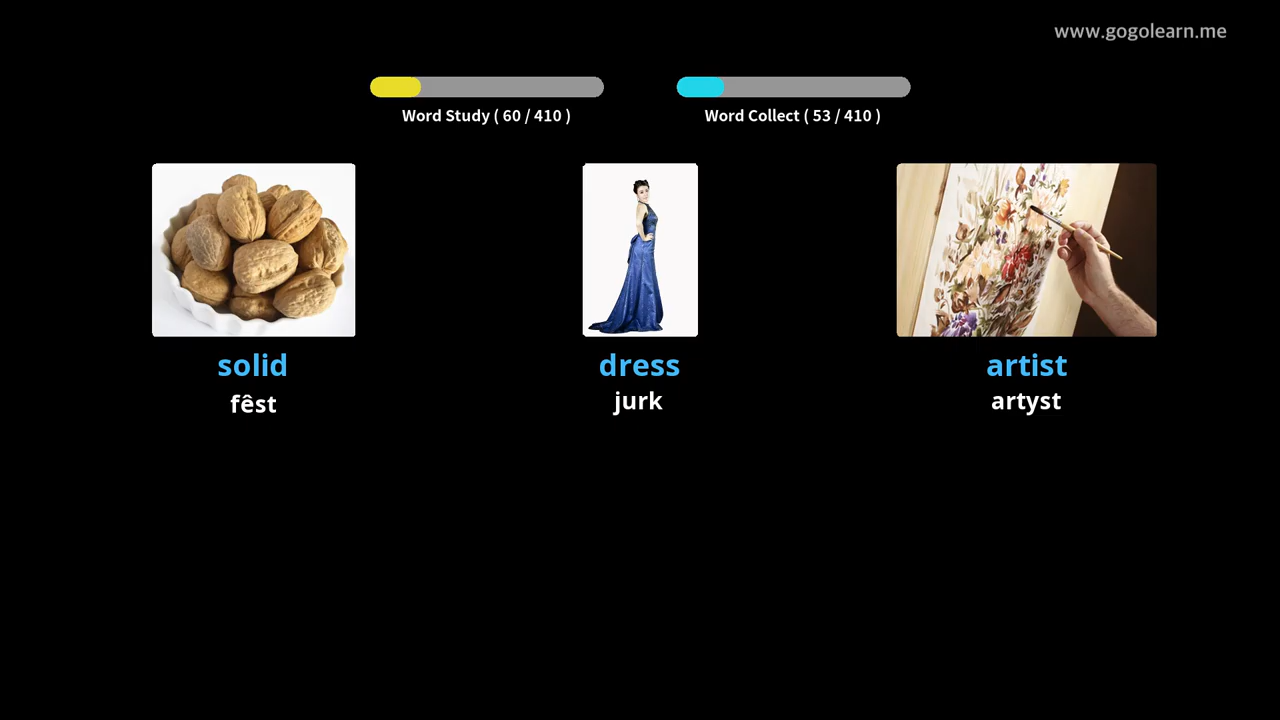 www.gogolearn.me
Word Study ( 60 / 410 )
Word Collect ( 53 / 410 )
solid
fêst
dress
jurk
artist
artyst